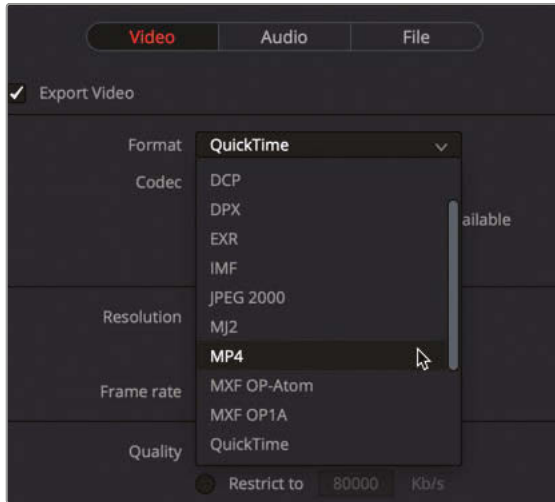 Video Audio File
Export Video
Format QuickTime
Codec DCP
DPX
ailable
EXR
IMF
JPEG 2000
Resolution
MJ2
MP4
Frame rate MXF OP-Atom
MXF OP1A
Quality QuickTime
Restrict to 80000 Kb/s